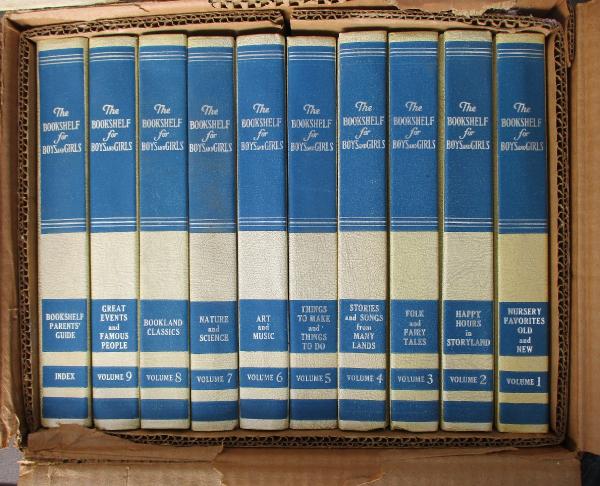 The
BOOKSHELF
for
BOYS AND GIRLS
BOOKSHELF
PARENTS'
GUIDE
INDEX
The
BOOKSHELF
for
BOYS AND GIRLS
GREAT
EVENTS
and
FAMOUS
PEOPLE
VOLUME 9
The
BOOKSHELF
for
BOYS AND GIRLS
BOOKLAND
CLASSICS
VOLUME 8
The
BOOKSHELF
for
BOYS AND GIRLS
NATURE
and
SCIENCE
VOLUME 7
The
BOOKSHELF
for
BOYS AND GIRLS
ART
and
MUSIC
VOLUME 6
The
BOOKSHELF
for
BOYS AND GIRLS
THINGS
TO MAKE
and
THINGS
TO DO
VOLUME 5
The
BOOKSHELF
for
BOYS AND GIRLS
STORIES
and SONGS
from
MANY
LANDS
VOLUME 4
The
BOOKSHELF
for
BOYS AND GIRLS
FOLK
and
FAIRY
TALES
VOLUME 3
The
BOOKSHELF
for
BOYS AND GIRLS
HAPPY
HOURS
in
STORYLAND
VOLUME 2
The
BOOKSHELF
for
BOYS AND GIRLS
NURSERY
FAVORITES
OLD
and
NEW
VOLUME 1